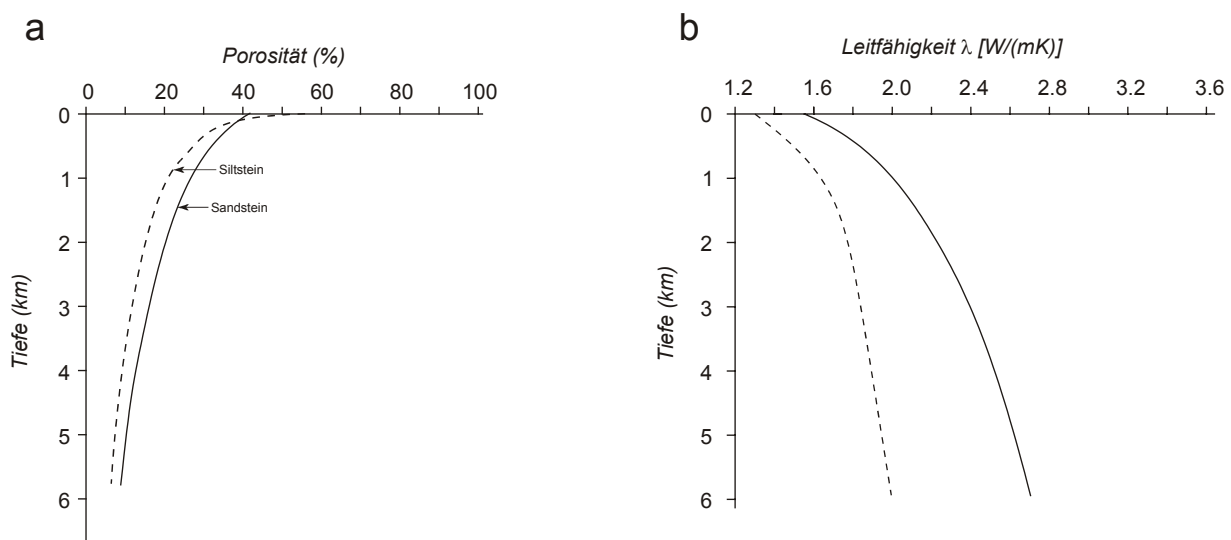 a
Porosität (%)
0 20 40 60 80 100
0
1
2
3
4
5
6
Tiefe (km)
Siltstein
Sandstein
b
Leitfähigkeit λ [W/(mK)]
1.2 1.6 2.0 2.4 2.8 3.2 3.6
0
1
2
3
4
5
6
Tiefe (km)